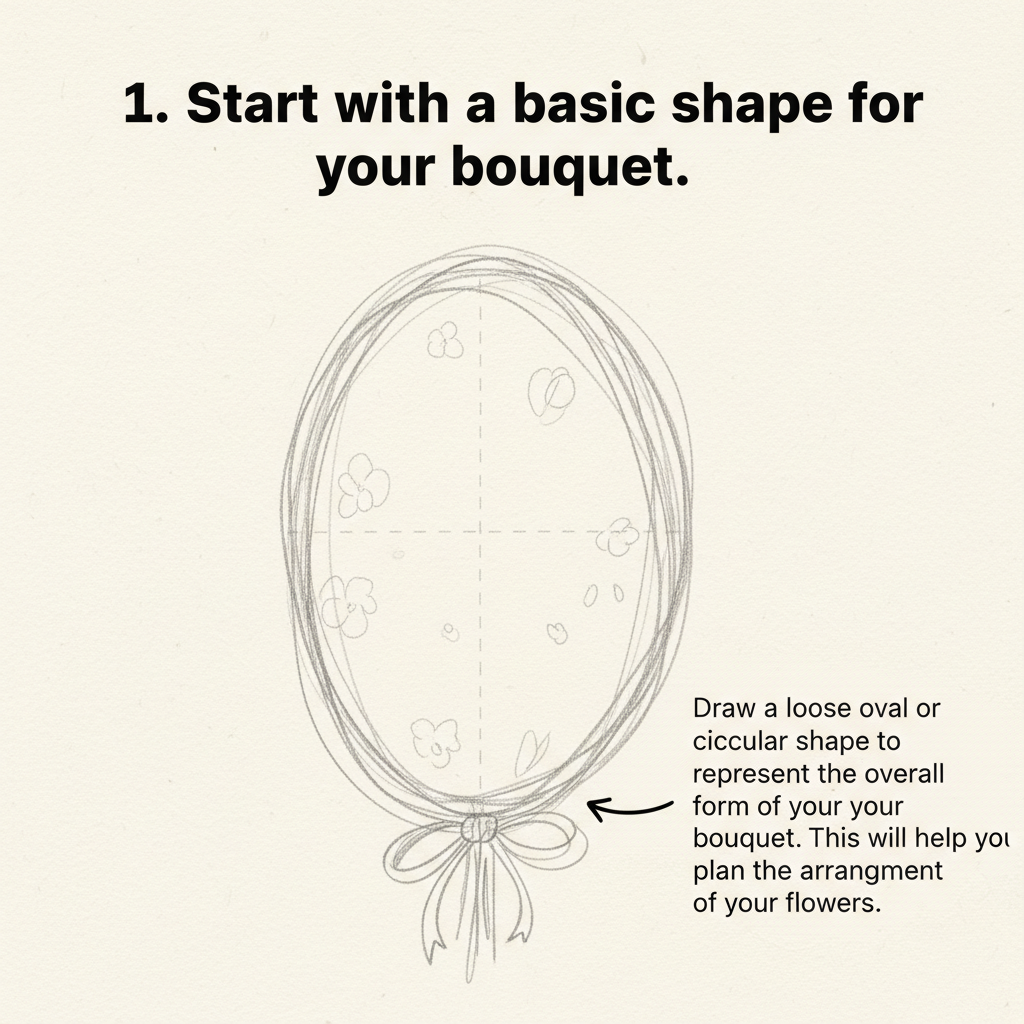 1. Start with a basic shape for
your bouquet.
Draw a loose oval or
ciccular shape to
represent the overall
form of your your
bouquet. This will help you
plan the arrangment
of your flowers.